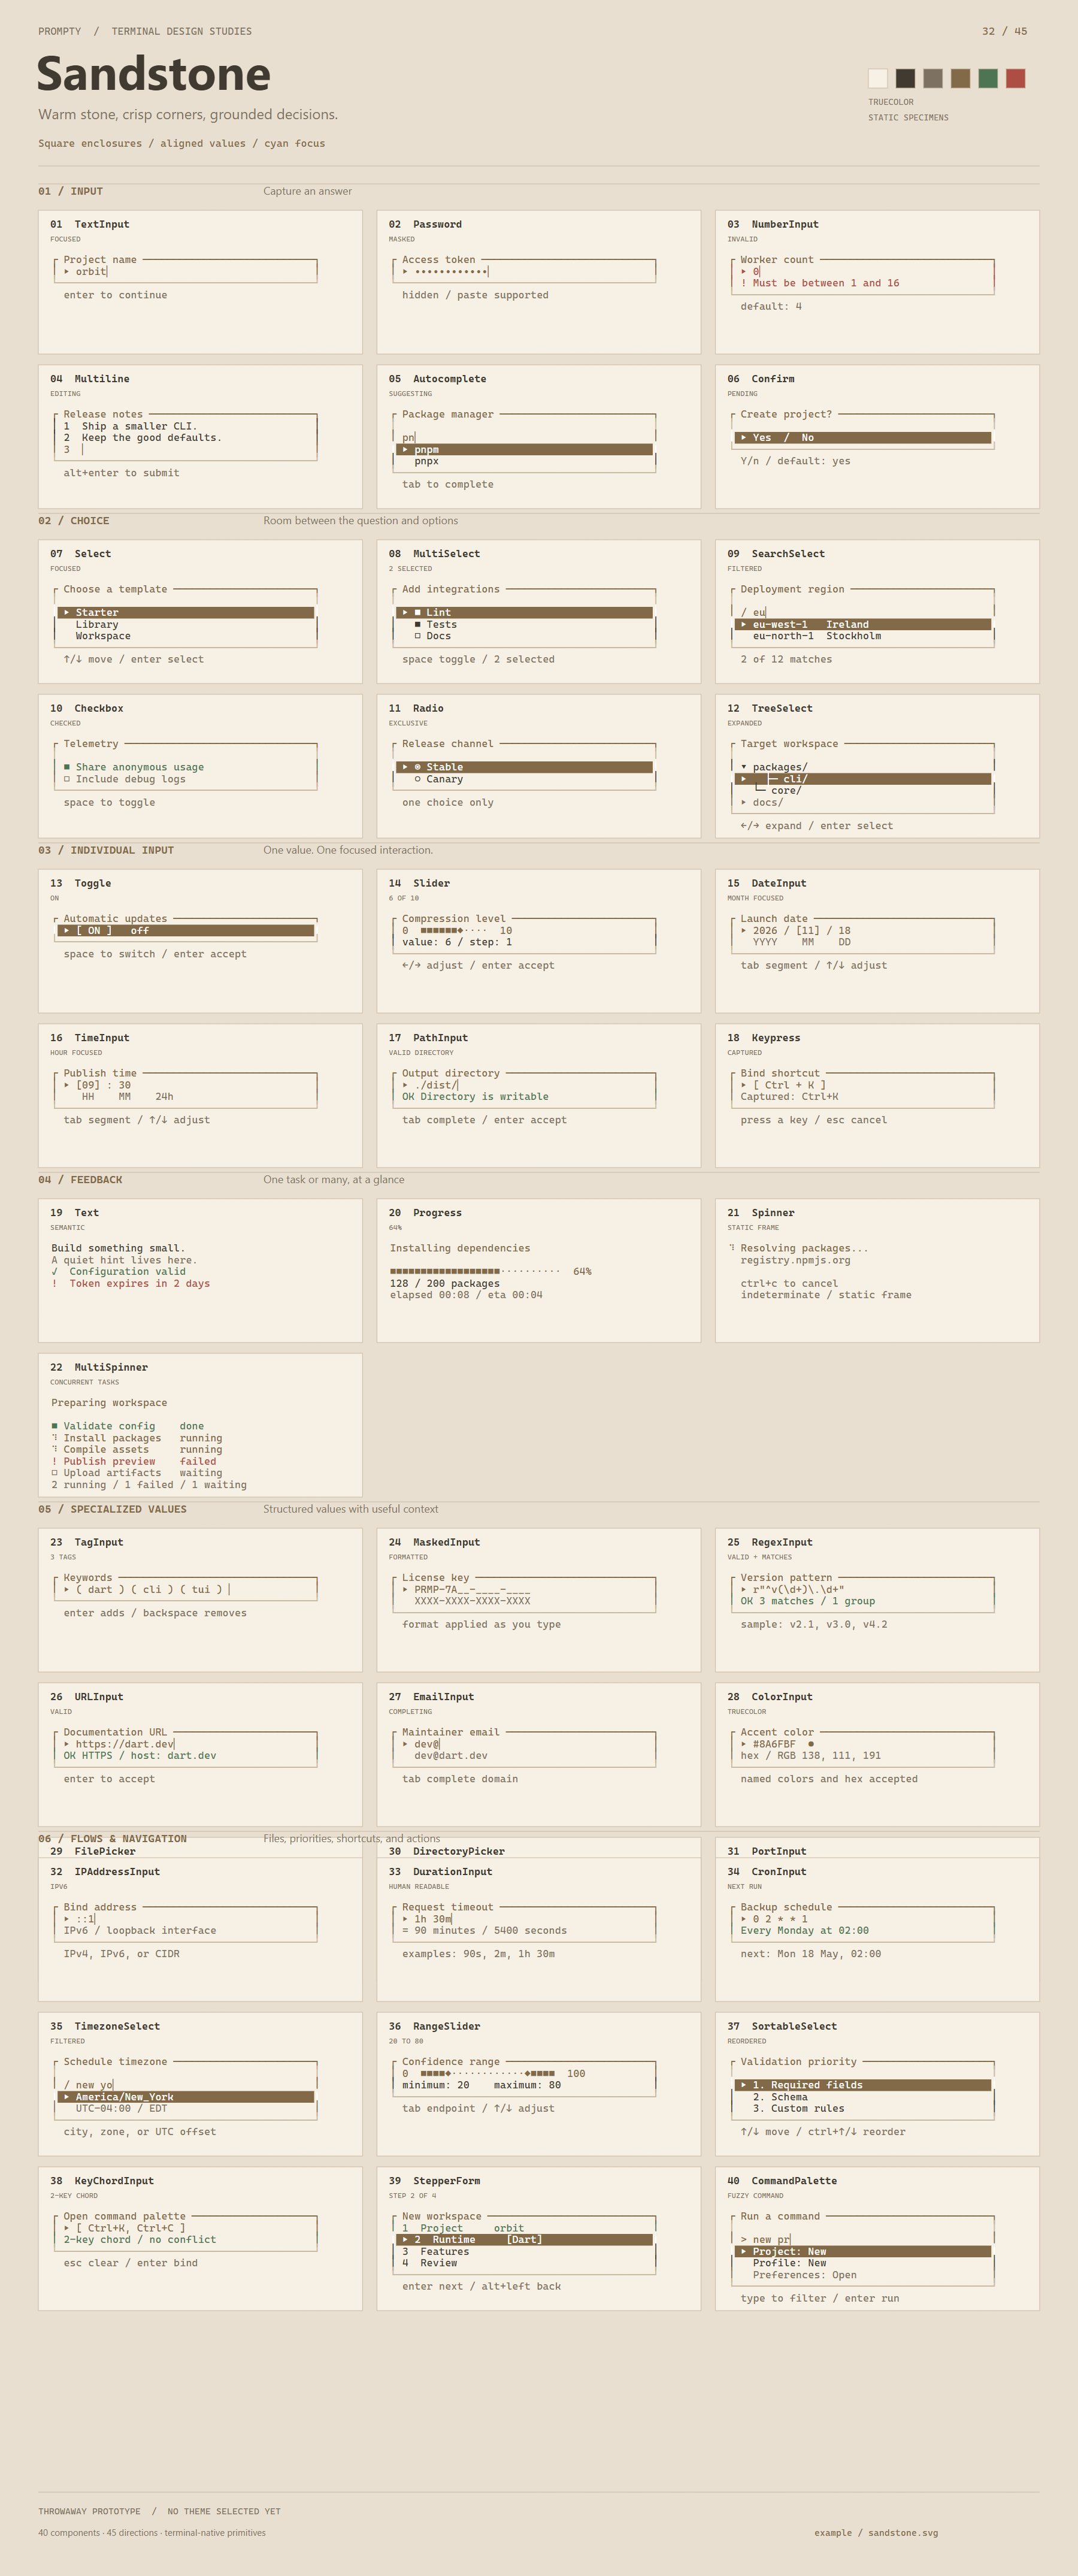 PROMPTY / TERMINAL DESIGN STUDIES
32 / 45
Sandstone
Warm stone, crisp corners, grounded decisions.
TRUECOLOR
STATIC SPECIMENS
Square enclosures / aligned values / cyan focus
01 / INPUT
Capture an answer
01 TextInput
FOCUSED
Project name
▸ orbit
enter to continue
02 Password
MASKED
Access token
▸ ••••••••••••
hidden / paste supported
03 NumberInput
INVALID
Worker count
▸ 0
! Must be between 1 and 16
default: 4
04 Multiline
EDITING
Release notes
1 Ship a smaller CLI.
2 Keep the good defaults.
3
alt+enter to submit
05 Autocomplete
SUGGESTING
Package manager
pn
▸ pnpm
pnpx
tab to complete
06 Confirm
PENDING
Create project?
▸ Yes / No
Y/n / default: yes
02 / CHOICE
Room between the question and options
07 Select
FOCUSED
Choose a template
▸ Starter
Library
Workspace
↑/↓ move / enter select
08 MultiSelect
2 SELECTED
Add integrations
▸ ■ Lint
■ Tests
□ Docs
space toggle / 2 selected
09 SearchSelect
FILTERED
Deployment region
/ eu
▸ eu-west-1 Ireland
eu-north-1 Stockholm
2 of 12 matches
10 Checkbox
CHECKED
Telemetry
■ Share anonymous usage
□ Include debug logs
space to toggle
11 Radio
EXCLUSIVE
Release channel
▸ ◉ Stable
○ Canary
one choice only
12 TreeSelect
EXPANDED
Target workspace
▾ packages/
▸ ├─ cli/
└─ core/
▸ docs/
←/→ expand / enter select
03 / INDIVIDUAL INPUT
One value. One focused interaction.
13 Toggle
ON
Automatic updates
▸ [ ON ] off
space to switch / enter accept
14 Slider
6 OF 10
Compression level
0 ■■■■■■◆···· 10
value: 6 / step: 1
←/→ adjust / enter accept
15 DateInput
MONTH FOCUSED
Launch date
▸ 2026 / [11] / 18
YYYY MM DD
tab segment / ↑/↓ adjust
16 TimeInput
HOUR FOCUSED
Publish time
▸ [09] : 30
HH MM 24h
tab segment / ↑/↓ adjust
17 PathInput
VALID DIRECTORY
Output directory
▸ ./dist/
OK Directory is writable
tab complete / enter accept
18 Keypress
CAPTURED
Bind shortcut
▸ [ Ctrl + K ]
Captured: Ctrl+K
press a key / esc cancel
04 / FEEDBACK
One task or many, at a glance
19 Text
SEMANTIC
Build something small.
A quiet hint lives here.
√ Configuration valid
! Token expires in 2 days
20 Progress
64%
Installing dependencies
■■■■■■■■■■■■■■■■■■·········· 64%
128 / 200 packages
elapsed 00:08 / eta 00:04
21 Spinner
STATIC FRAME
⠹ Resolving packages...
registry.npmjs.org
ctrl+c to cancel
indeterminate / static frame
22 MultiSpinner
CONCURRENT TASKS
Preparing workspace
■ Validate config done
⠹ Install packages running
⠹ Compile assets running
! Publish preview failed
□ Upload artifacts waiting
2 running / 1 failed / 1 waiting
05 / SPECIALIZED VALUES
Structured values with useful context
23 TagInput
3 TAGS
Keywords
▸ ( dart ) ( cli ) ( tui )
enter adds / backspace removes
24 MaskedInput
FORMATTED
License key
▸ PRMP-7A__-____-____
XXXX-XXXX-XXXX-XXXX
format applied as you type
25 RegexInput
VALID + MATCHES
Version pattern
▸ r"^v(\d+)\.\d+"
OK 3 matches / 1 group
sample: v2.1, v3.0, v4.2
26 URLInput
VALID
Documentation URL
▸ https://dart.dev
OK HTTPS / host: dart.dev
enter to accept
27 EmailInput
COMPLETING
Maintainer email
▸ dev@
dev@dart.dev
tab complete domain
28 ColorInput
TRUECOLOR
Accent color
▸ #8A6FBF ●
hex / RGB 138, 111, 191
named colors and hex accepted
06 / FLOWS & NAVIGATION
Files, priorities, shortcuts, and actions
29 FilePicker
30 DirectoryPicker
31 PortInput
32 IPAddressInput
IPV6
Bind address
▸ ::1
IPv6 / loopback interface
IPv4, IPv6, or CIDR
33 DurationInput
HUMAN READABLE
Request timeout
▸ 1h 30m
= 90 minutes / 5400 seconds
examples: 90s, 2m, 1h 30m
34 CronInput
NEXT RUN
Backup schedule
▸ 0 2 * * 1
Every Monday at 02:00
next: Mon 18 May, 02:00
35 TimezoneSelect
FILTERED
Schedule timezone
/ new yo
▸ America/New_York
UTC-04:00 / EDT
city, zone, or UTC offset
36 RangeSlider
20 TO 80
Confidence range
0 ■■■■◆············◆■■■■ 100
minimum: 20 maximum: 80
tab endpoint / ↑/↓ adjust
37 SortableSelect
REORDERED
Validation priority
▸ 1. Required fields
2. Schema
3. Custom rules
↑/↓ move / ctrl+↑/↓ reorder
38 KeyChordInput
2-KEY CHORD
Open command palette
▸ [ Ctrl+K, Ctrl+C ]
2-key chord / no conflict
esc clear / enter bind
39 StepperForm
STEP 2 OF 4
New workspace
1 Project orbit
▸ 2 Runtime [Dart]
3 Features
4 Review
enter next / alt+left back
40 CommandPalette
FUZZY COMMAND
Run a command
> new pr
▸ Project: New
Profile: New
Preferences: Open
type to filter / enter run
THROWAWAY PROTOTYPE / NO THEME SELECTED YET
40 components · 45 directions · terminal-native primitives
example / sandstone.svg